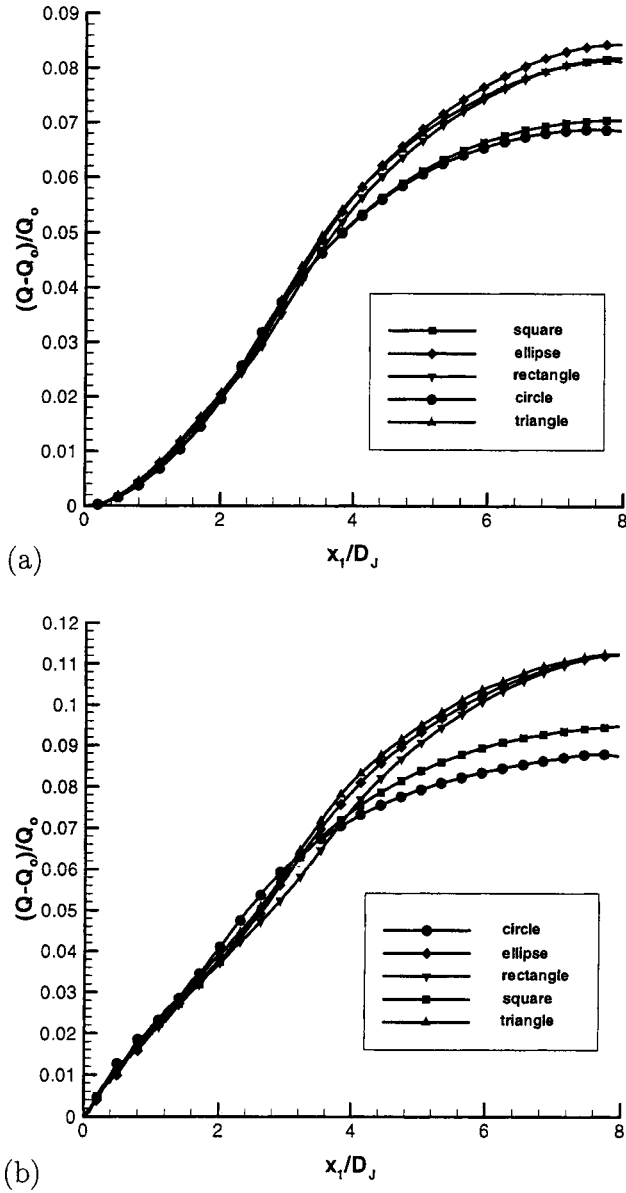 0.09
0.08
0.07
0.06
0.05
0.04
0.03
0.02
0.01
0
(Q-Q₀)/Q₀
square
ellipse
rectangle
circle
triangle
0 2 4 6 8
x₁/D_J
(a)
0.12
0.11
0.1
0.09
0.08
0.07
0.06
0.05
0.04
0.03
0.02
0.01
0
(Q-Q₀)/Q₀
circle
ellipse
rectangle
square
triangle
0 2 4 6 8
x₁/D_J
(b)